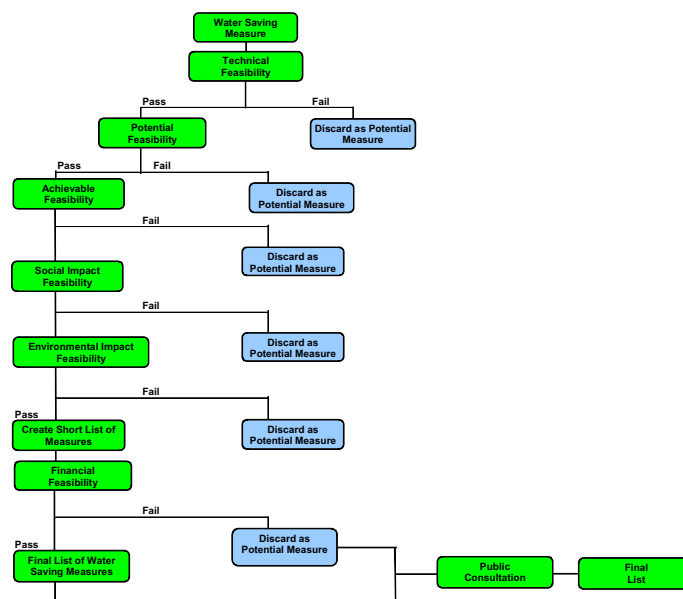 Water Saving
Measure
Technical
Feasibility
Pass
Fail
Potential
Feasibility
Discard as Potential
Measure
Pass
Fail
Achievable
Feasibility
Discard as
Potential Measure
Fail
Discard as
Potential Measure
Social Impact
Feasibility
Fail
Discard as
Potential Measure
Environmental Impact
Feasibility
Fail
Pass
Create Short List of
Measures
Discard as
Potential Measure
Financial
Feasibility
Fail
Discard as
Potential Measure
Pass
Final List of Water
Saving Measures
Public
Consultation
Final
List